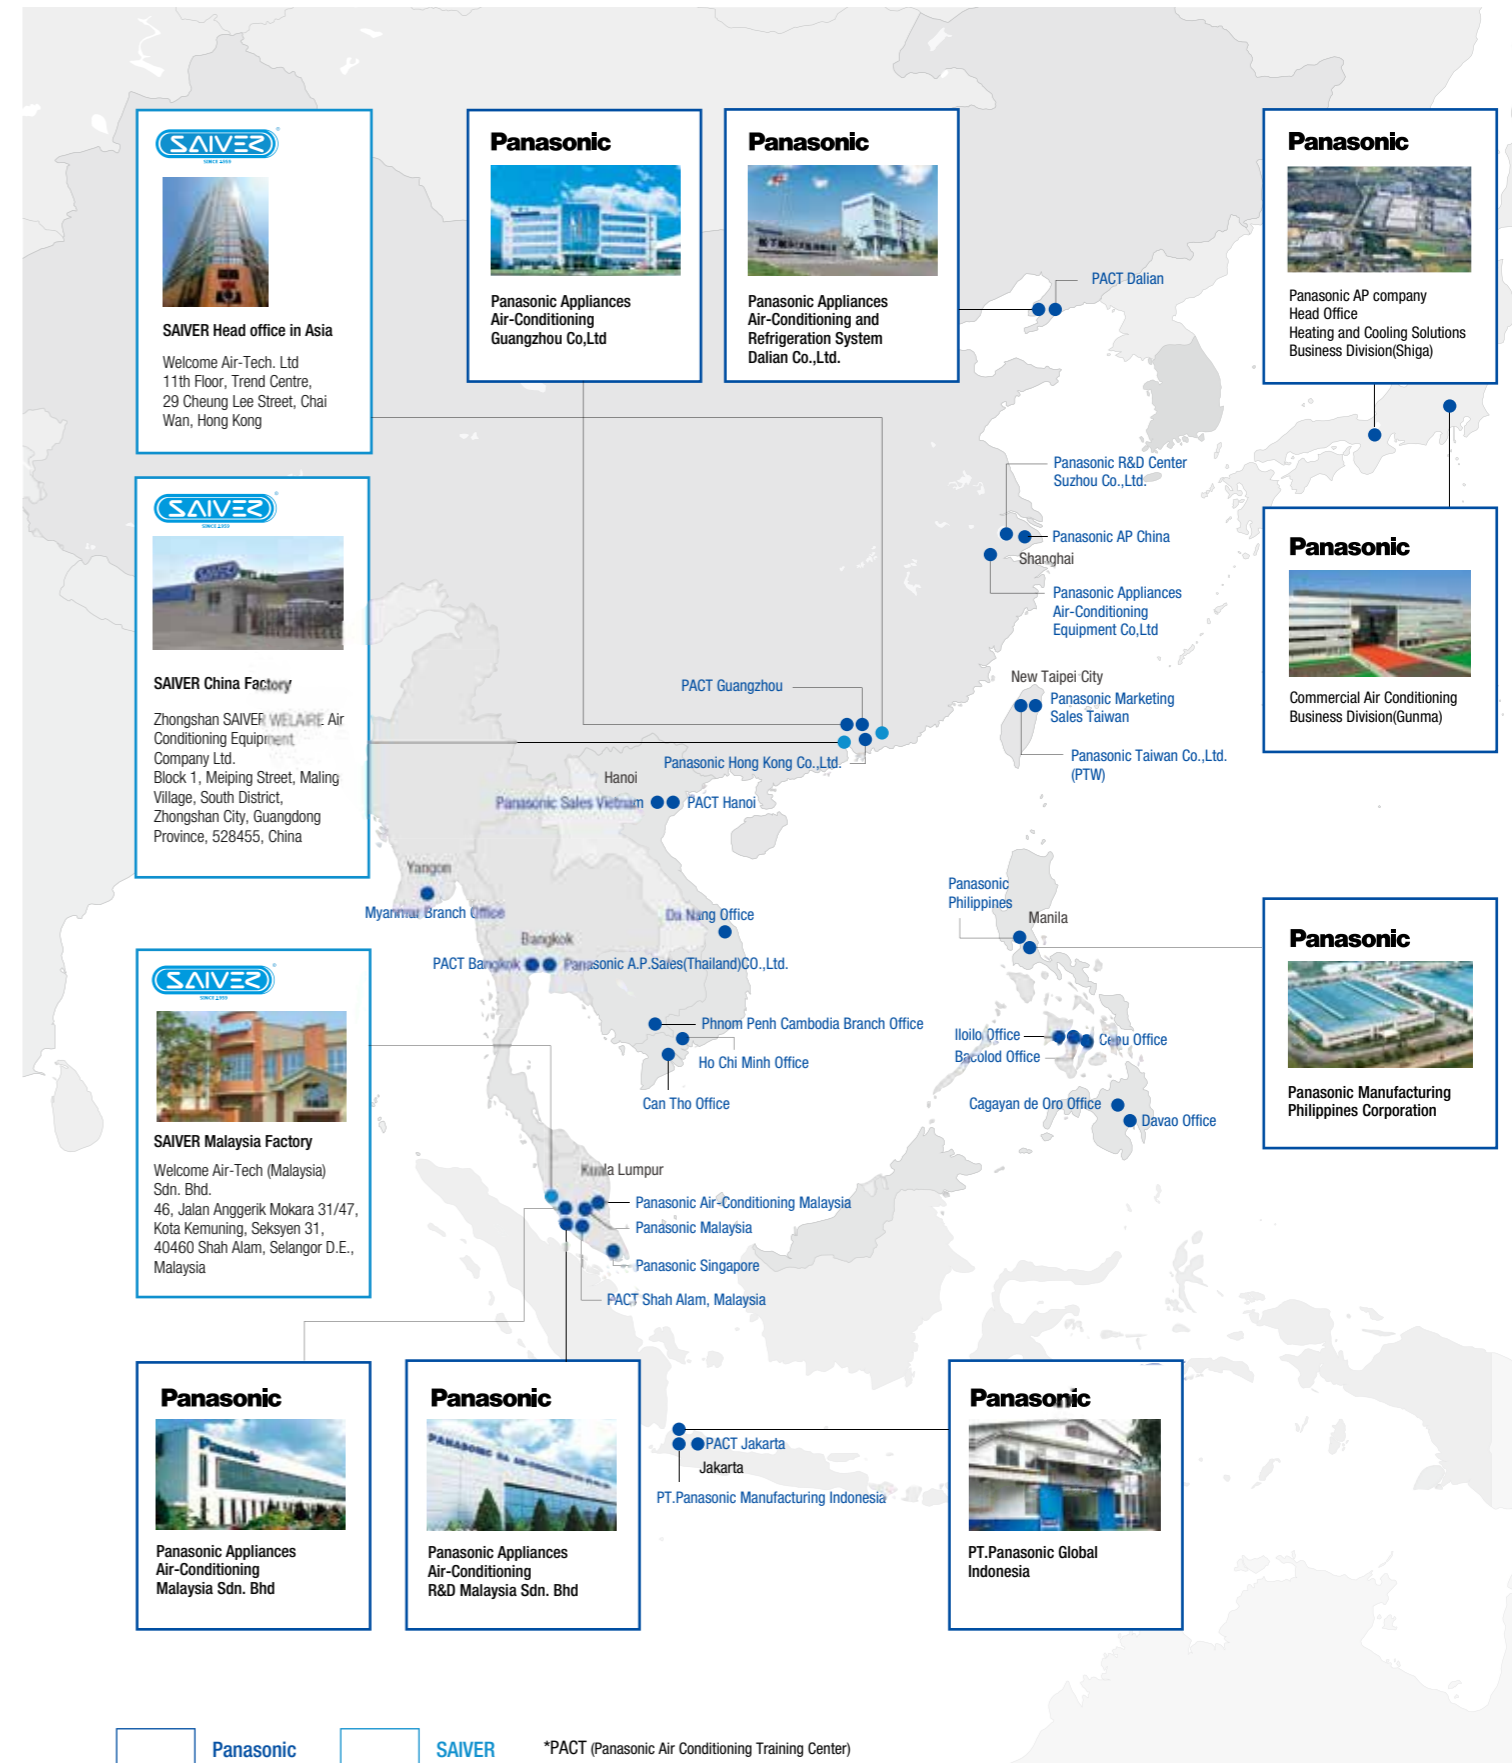 SAIVER
SINCE 1959
SAIVER Head office in Asia
Welcome Air-Tech. Ltd
11th Floor, Trend Centre,
29 Cheung Lee Street, Chai
Wan, Hong Kong
Panasonic
Panasonic Appliances
Air-Conditioning
Guangzhou Co,Ltd
Panasonic
Panasonic Appliances
Air-Conditioning and
Refrigeration System
Dalian Co.,Ltd.
PACT Dalian
Panasonic
Panasonic AP company
Head Office
Heating and Cooling Solutions
Business Division(Shiga)
SAIVER
SINCE 1959
SAIVER
SAIVER China Factory
Zhongshan SAIVER WELAIRE Air
Conditioning Equipment
Company Ltd.
Block 1, Meiping Street, Maling
Village, South District,
Zhongshan City, Guangdong
Province, 528455, China
Panasonic R&D Center
Suzhou Co.,Ltd.
Panasonic AP China
Shanghai
Panasonic Appliances
Air-Conditioning
Equipment Co,Ltd
Panasonic
Commercial Air Conditioning
Business Division(Gunma)
New Taipei City
Panasonic Marketing
Sales Taiwan
Panasonic Taiwan Co.,Ltd.
(PTW)
PACT Guangzhou
Panasonic Hong Kong Co.,Ltd.
Hanoi
Panasonic Sales Vietnam
PACT Hanoi
Yangon
Myanmar Branch Office
Da Nang Office
Bangkok
PACT Bangkok
Panasonic A.P.Sales(Thailand)CO.,Ltd.
Phnom Penh Cambodia Branch Office
Ho Chi Minh Office
Can Tho Office
Panasonic
Philippines
Manila
Iloilo Office
Cebu Office
Bacolod Office
Cagayan de Oro Office
Davao Office
Panasonic
Panasonic Manufacturing
Philippines Corporation
SAIVER
SINCE 1959
SAIVER Malaysia Factory
Welcome Air-Tech (Malaysia)
Sdn. Bhd.
46, Jalan Anggerik Mokara 31/47,
Kota Kemuning, Seksyen 31,
40460 Shah Alam, Selangor D.E.,
Malaysia
Kuala Lumpur
Panasonic Air-Conditioning Malaysia
Panasonic Malaysia
Panasonic Singapore
PACT Shah Alam, Malaysia
Panasonic
Panasonic
Panasonic Appliances
Air-Conditioning
Malaysia Sdn. Bhd
Panasonic
Panasonic Appliances
Air-Conditioning
R&D Malaysia Sdn. Bhd
PACT Jakarta
Jakarta
PT.Panasonic Manufacturing Indonesia
Panasonic
PT.Panasonic Global
Indonesia
Panasonic
SAIVER
*PACT (Panasonic Air Conditioning Training Center)